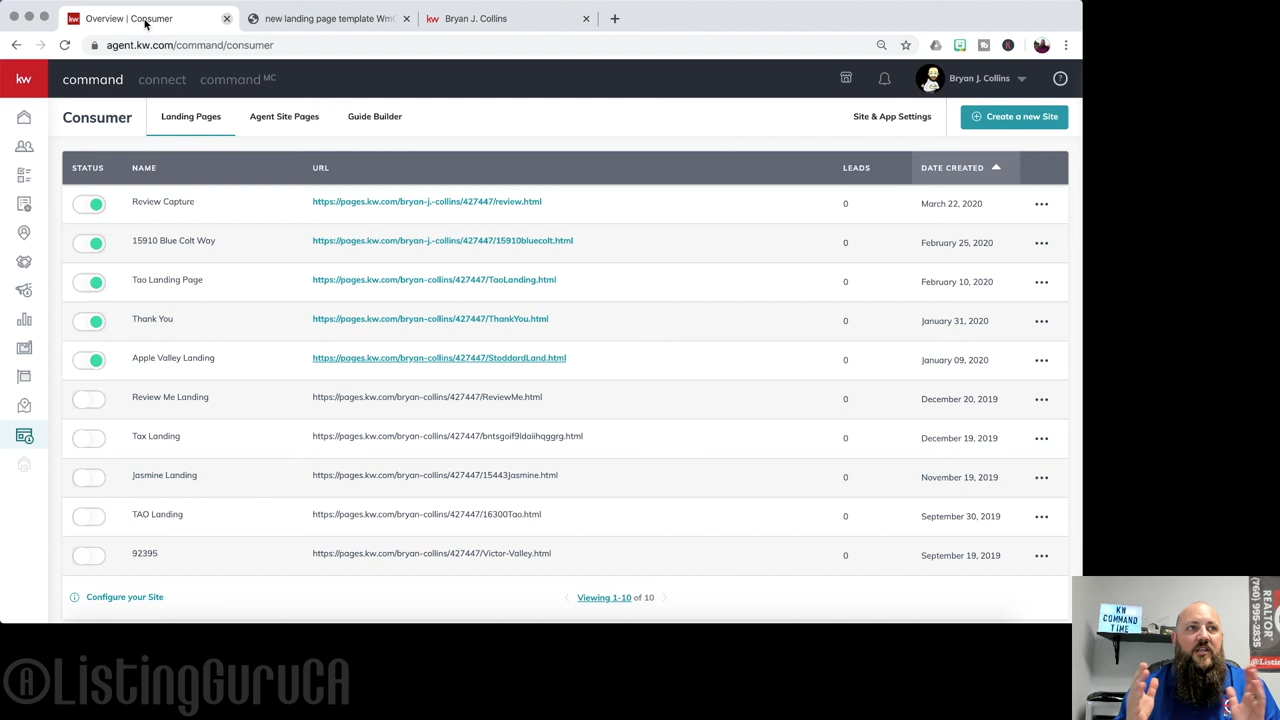 Overview | Consumer
new landing page template Wm
kw Bryan J. Collins
agent.kw.com/command/consumer
kw command connect command MC
Bryan J. Collins
Consumer
Landing Pages
Agent Site Pages
Guide Builder
Site & App Settings
Create a new Site
STATUS NAME URL LEADS DATE CREATED
Review Capture https://pages.kw.com/bryan-j.-collins/427447/review.html 0 March 22, 2020
15910 Blue Colt Way https://pages.kw.com/bryan-j.-collins/427447/15910bluecolt.html 0 February 25, 2020
Tao Landing Page https://pages.kw.com/bryan-collins/427447/TaoLanding.html 0 February 10, 2020
Thank You https://pages.kw.com/bryan-collins/427447/ThankYou.html 0 January 31, 2020
Apple Valley Landing https://pages.kw.com/bryan-collins/427447/StoddardLand.html 0 January 09, 2020
Review Me Landing https://pages.kw.com/bryan-collins/427447/ReviewMe.html 0 December 20, 2019
Tax Landing https://pages.kw.com/bryan-collins/427447/bntsgoif9ldaiihqggrg.html 0 December 19, 2019
Jasmine Landing https://pages.kw.com/bryan-collins/427447/15443Jasmine.html 0 November 19, 2019
TAO Landing https://pages.kw.com/bryan-collins/427447/16300Tao.html 0 September 30, 2019
92395 https://pages.kw.com/bryan-collins/427447/Victor-Valley.html 0 September 19, 2019
Configure your Site
Viewing 1-10 of 10
KW
COMMAND
TIME
REALTOR
(760) 995-2835
@Listin
@ListingGuruCA